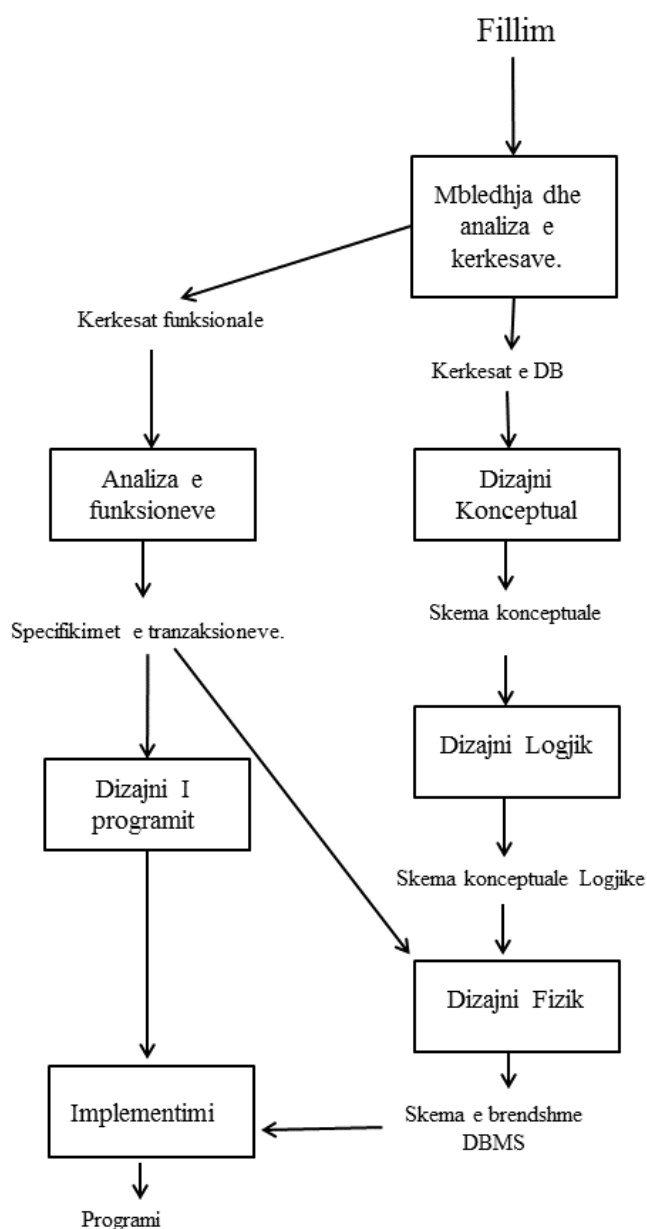 Fillim
Mbledhja dhe
analiza e
kerkesave.
Kerkesat funksionale
Kerkesat e DB
Analiza e
funksioneve
Dizajni
Konceptual
Specifikimet e tranzaksioneve.
Skema konceptuale
Dizajni Logjik
Dizajni I
programit
Skema konceptuale Logjike
Dizajni Fizik
Implementimi
Skema e brendshme
DBMS
Programi